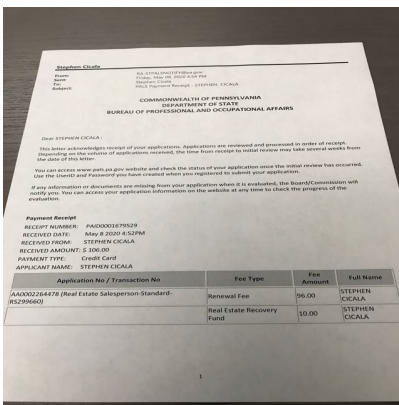 Stephen Cicala
From: RA-STPALSNOTIFY@pa.gov
Sent: Friday, May 08, 2020 4:54 PM
To: Stephen Cicala
Subject: PALS Payment Receipt - STEPHEN, CICALA
COMMONWEALTH OF PENNSYLVANIA
DEPARTMENT OF STATE
BUREAU OF PROFESSIONAL AND OCCUPATIONAL AFFAIRS
Dear STEPHEN CICALA :
This letter acknowledges receipt of your applications. Applications are reviewed and processed in order of receipt.
Depending on the volume of applications received, the time from receipt to initial review may take several weeks from
the date of this letter.
You can access your www.pals.pa.gov website and check the status of your application once the initial review has occurred.
Use the UserID and Password you have created when you registered to submit your application.
If any information or documents are missing from your application when it is evaluated, the Board/Commission will
notify you. You can access your application information on the website at any time to check the progress of the
evaluation.
Payment Receipt
RECEIPT NUMBER: PAID0001679529
RECEIVED DATE: May 8 2020 4:52PM
RECEIVED FROM: STEPHEN CICALA
RECEIVED AMOUNT: $ 106.00
PAYMENT TYPE: Credit Card
APPLICANT NAME: STEPHEN CICALA
Application No / Transaction No Fee Type Fee Amount Full Name
AA0002264478 (Real Estate Salesperson-Standard-
RS299660) Renewal Fee 96.00 STEPHEN CICALA
Real Estate Recovery Fund 10.00 STEPHEN CICALA
1